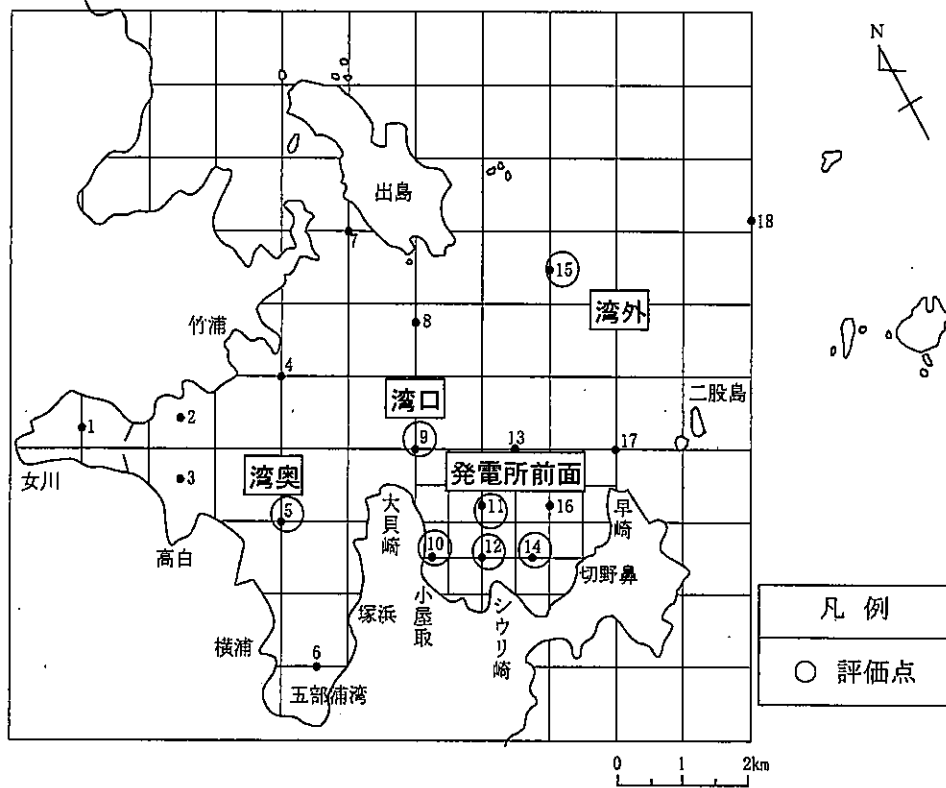 N
出島
7
18
15
湾外
8
竹浦
4
二股島
湾口
1
2
9
13
17
女川
3
湾奥
発電所前面
大貝崎
11
16
早崎
5
10
12
14
高白
切野鼻
小屋取
シウリ崎
塚浜
横浦
6
五部浦湾
凡 例
○ 評価点
0 1 2km